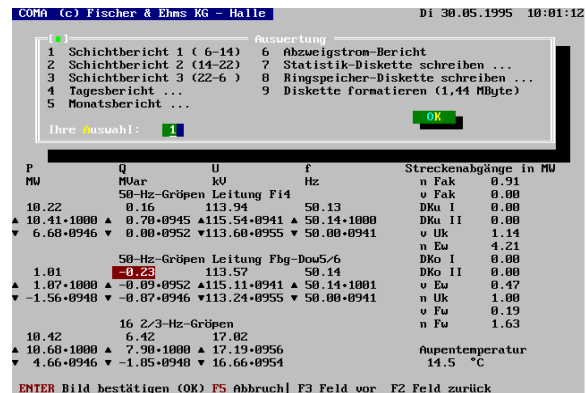 COMA (c) Fischer & Ehms KG - Halle Di 30.05.1995 10:01:12
Auswertung
1 Schichtbericht 1 ( 6-14) 6 Abzweigstrom-Bericht
2 Schichtbericht 2 (14-22) 7 Statistik-Diskette schreiben ...
3 Schichtbericht 3 (22-6 ) 8 Ringspeicher-Diskette schreiben ...
4 Tagesbericht ... 9 Diskette formatieren (1,44 MByte)
5 Monatsbericht ...
OK
Ihre Auswahl: 1
P Q U f Streckenabgänge in MW
MW MVar kV Hz n Fak 0.91
50-Hz-Gröpen Leitung Fi4 v Fak 0.00
10.22 0.16 113.94 50.13 DKu I 0.00
▲ 10.41•1000 ▲ 0.70•0945 ▲115.54•0941 ▲ 50.14•1000 DKu II 0.00
▼ 6.68•0946 ▼ 0.00•0952 ▼113.60•0955 ▼ 50.00•0941 v Uk 1.14
n Ew 4.21
50-Hz-Gröpen Leitung Fbg-Dow5/6 DKo I 0.00
1.01 -0.23 113.57 50.14 DKo II 0.00
▲ 1.07•1000 ▲ -0.09•0952 ▲115.11•0941 ▲ 50.14•1001 v Ew 0.47
▼ -1.56•0948 ▼ -0.87•0946 ▼113.24•0955 ▼ 50.00•0941 n Uk 1.00
v Fw 0.19
16 2/3-Hz-Gröpen n Fw 1.63
10.42 6.42 17.02
▲ 10.68•1000 ▲ 7.90•1000 ▲ 17.19•0956 Aupentemperatur
▼ 4.66•0946 ▼ -1.85•0948 ▼ 16.66•0954 14.5 °C
ENTER Bild bestätigen (OK) F5 Abbruch| F3 Feld vor F2 Feld zurück